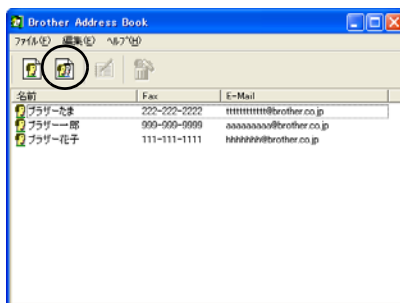 Brother Address Book
ファイル(F) 編集(E) ヘルプ(H)
名前 Fax E-Mail
ブラザーたま 222-222-2222 tttttttttttt@brother.co.jp
ブラザー一郎 999-999-9999 aaaaaaaaa@brother.co.jp
ブラザー花子 111-111-1111 hhhhhhh@brother.co.jp